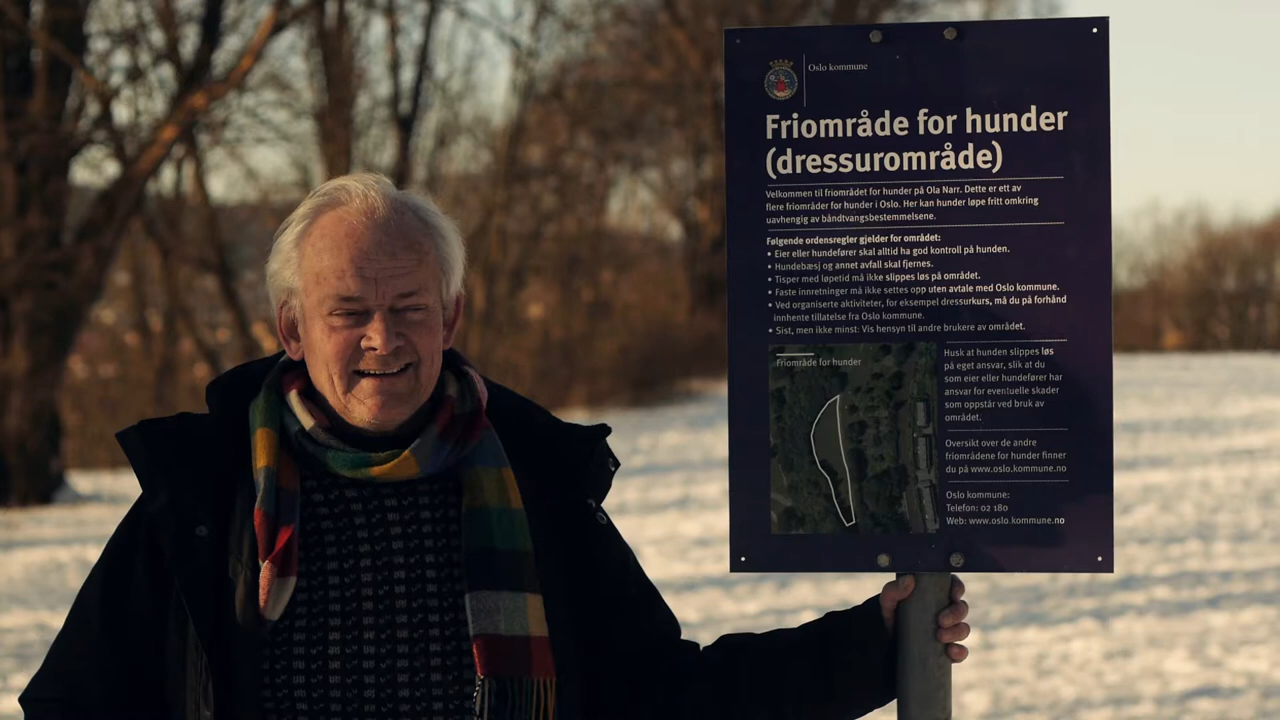 Oslo kommune
Friområde for hunder
(dressurområde)
Velkommen til friområdet for hunder på Ola Narr. Dette er ett av
flere friområder for hunder i Oslo. Her kan hunder løpe fritt omkring
uavhengig av båndtvangsbestemmelsene.
Følgende ordensregler gjelder for området:
• Eier eller hundefører skal alltid ha god kontroll på hunden.
• Hundebæsj og annet avfall skal fjernes.
• Tisper med løpetid må ikke slippes løs på området.
• Faste innretninger må ikke settes opp uten avtale med Oslo kommune.
• Ved organiserte aktiviteter, for eksempel dressurkurs, må du på forhånd
innhente tillatelse fra Oslo kommune.
• Sist, men ikke minst: Vis hensyn til andre brukere av området.
Friområde for hunder
Husk at hunden slippes løs
på eget ansvar, slik at du
som eier eller hundefører har
ansvar for eventuelle skader
som oppstår ved bruk av
området.
Oversikt over de andre
friområdene for hunder finner
du på www.oslo.kommune.no
Oslo kommune:
Telefon: 02 180
Web: www.oslo.kommune.no